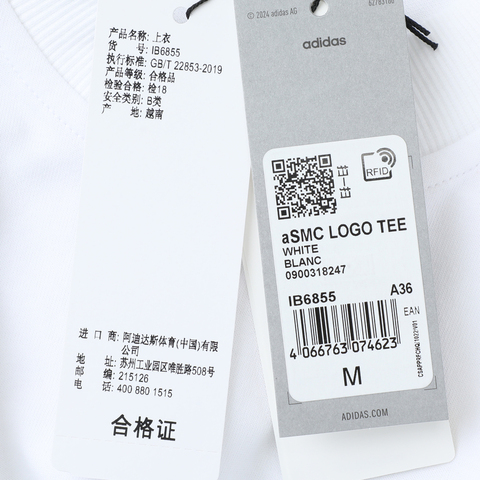 产品名称: 上衣
货 号: IB6855
执行标准: GB/T 22853-2019
产品等级: 合格品
检验合格: 检18
安全类别: B类
产 地: 越南
进 口 商: 阿迪达斯体育(中国)有限
公司
地 址: 苏州工业园区唯胜路508号
邮 编: 215126
电 话: 400 880 1515
合格证
© 2024 adidas AG
62783180
adidas
RFID
aSMC LOGO TEE
WHITE
BLANC
0900318247
IB6855 A36
EAN
4 066763 074623
M
ADIDAS.COM